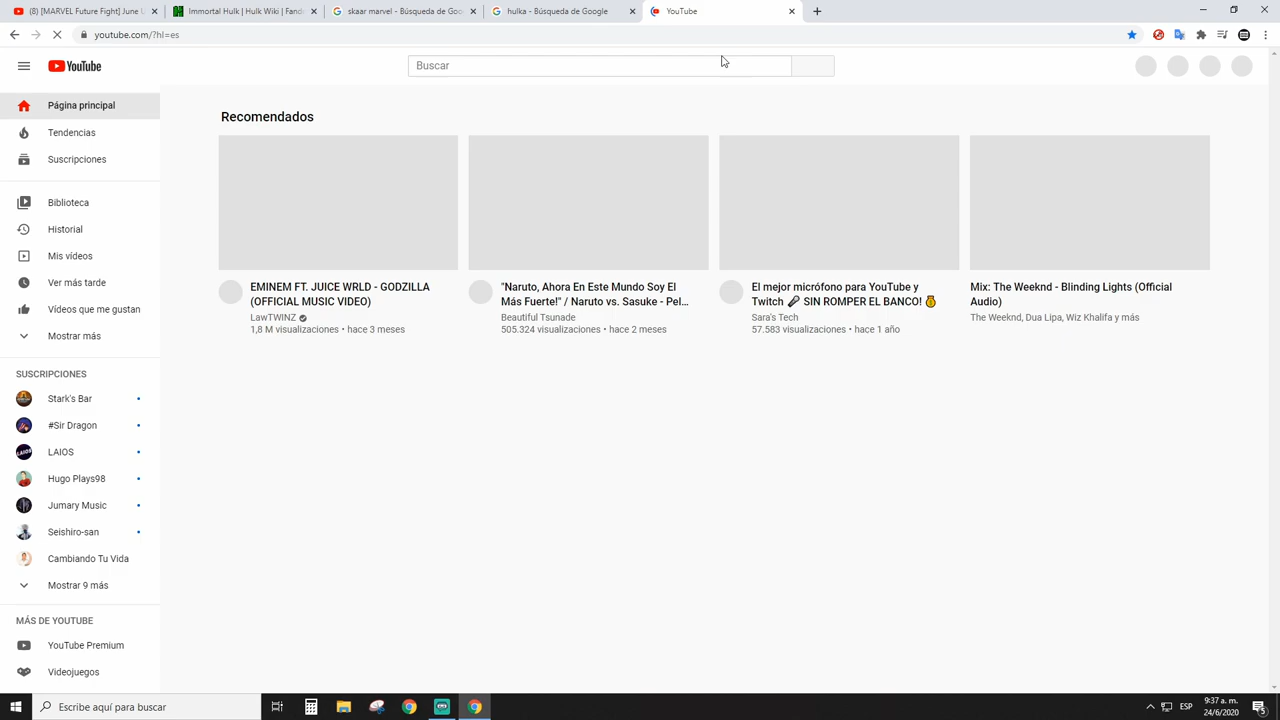 (8) [MARVEL Future Fight] June U
Immortal Hulk | Hulk Wiki | Fand
skaar marvel - Búsqueda de Goo
hulka - Búsqueda de Google
YouTube
youtube.com/?hl=es
YouTube
Buscar
Página principal
Tendencias
Suscripciones
Biblioteca
Historial
Mis vídeos
Ver más tarde
Vídeos que me gustan
Mostrar más
SUSCRIPCIONES
Stark's Bar
#Sir Dragon
LAIOS
Hugo Plays98
Jumary Music
Seishiro-san
Cambiando Tu Vida
Mostrar 9 más
MÁS DE YOUTUBE
YouTube Premium
Videojuegos
Recomendados
EMINEM FT. JUICE WRLD - GODZILLA
(OFFICIAL MUSIC VIDEO)
LawTWINZ
1,8 M visualizaciones • hace 3 meses
"Naruto, Ahora En Este Mundo Soy El
Más Fuerte!" / Naruto vs. Sasuke - Pel...
Beautiful Tsunade
505.324 visualizaciones • hace 2 meses
El mejor micrófono para YouTube y
Twitch 🎤 SIN ROMPER EL BANCO! 💰
Sara's Tech
57.583 visualizaciones • hace 1 año
Mix: The Weeknd - Blinding Lights (Official
Audio)
The Weeknd, Dua Lipa, Wiz Khalifa y más
Escribe aquí para buscar
ESP
9:37 a. m.
24/6/2020
5